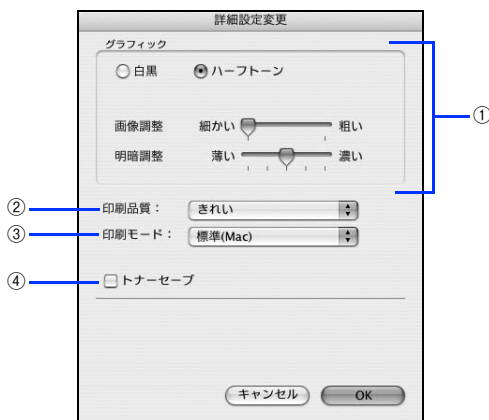 詳細設定変更
グラフィック
白黒 ハーフトーン
①
画像調整 細かい 粗い
明暗調整 薄い 濃い
② 印刷品質： きれい
③ 印刷モード： 標準(Mac)
④ トナーセーブ
キャンセル OK